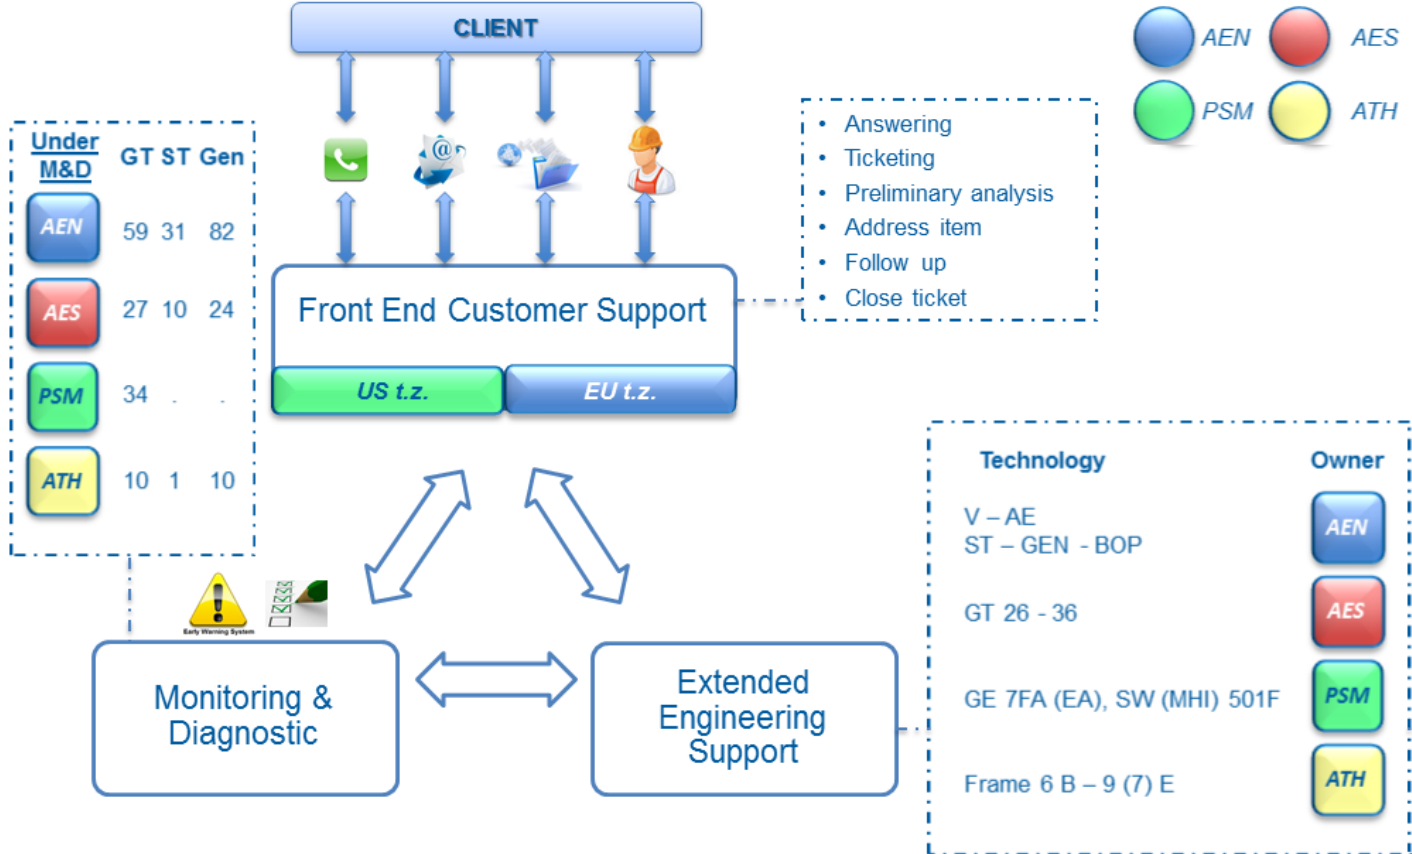 CLIENT
AEN
AES
PSM
ATH
Under
M&D
GT ST Gen
AEN
59 31 82
AES
27 10 24
PSM
34 . .
ATH
10 1 10
@
• Answering
• Ticketing
• Preliminary analysis
• Address item
• Follow up
• Close ticket
Front End Customer Support
US t.z.
EU t.z.
Early Warning System
Monitoring &
Diagnostic
Extended
Engineering
Support
Technology Owner
V – AE
ST – GEN - BOP
AEN
GT 26 - 36
AES
GE 7FA (EA), SW (MHI) 501F
PSM
Frame 6 B – 9 (7) E
ATH